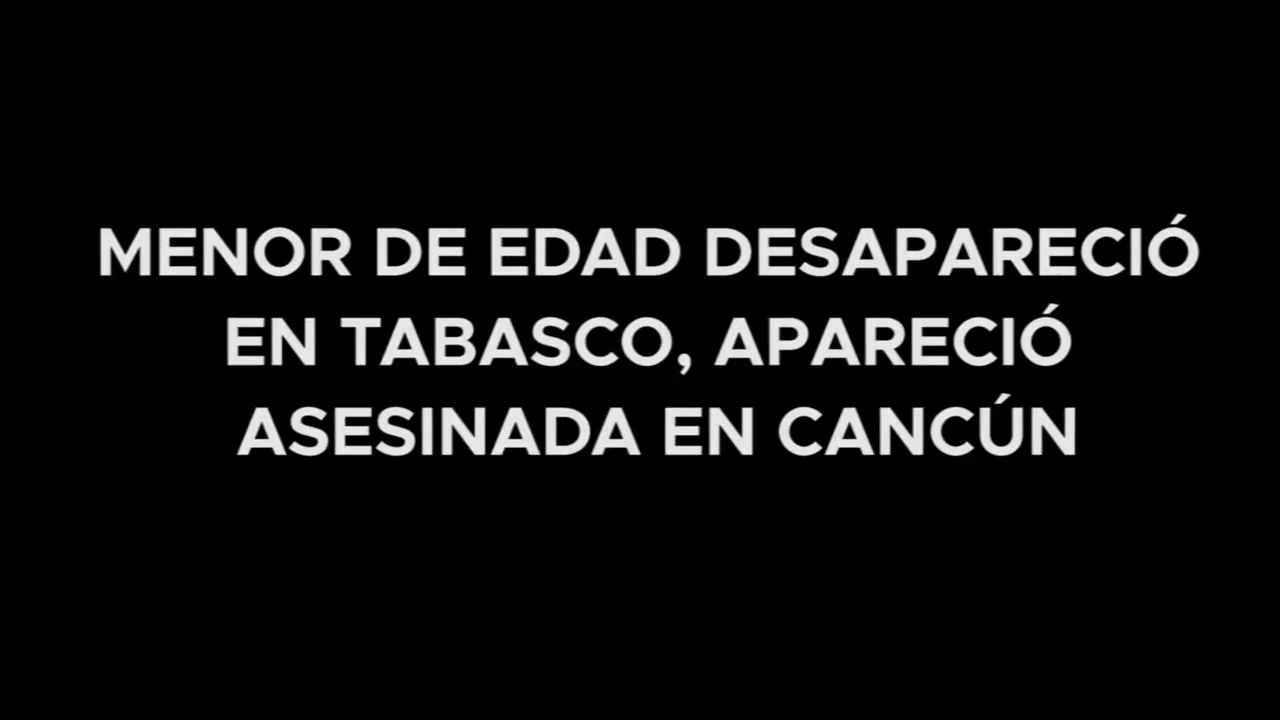 MENOR DE EDAD DESAPARECIÓ
EN TABASCO, APARECIÓ
ASESINADA EN CANCÚN